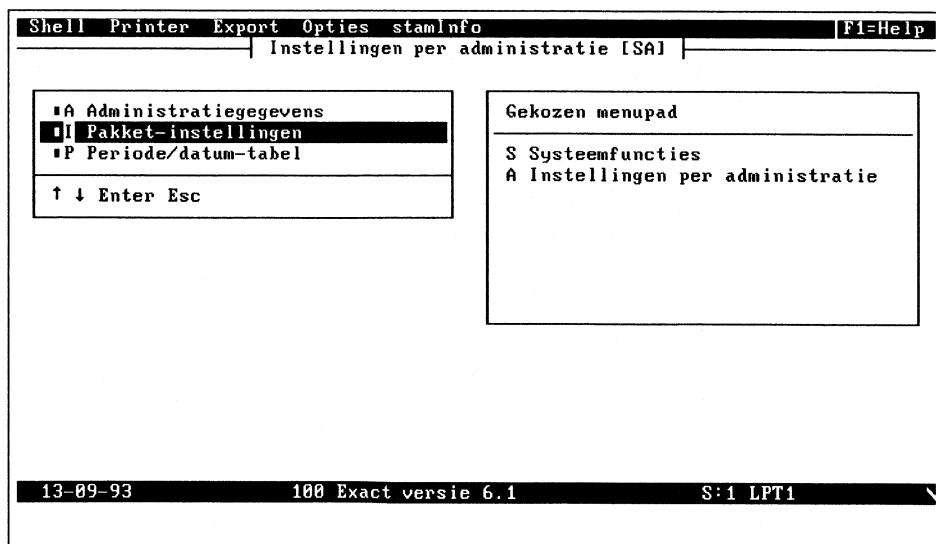 Shell Printer Export Opties stamInfo F1=Help
Instellingen per administratie [SA]
A Administratiegegevens
I Pakket-instellingen
P Periode/datum-tabel
↑ ↓ Enter Esc
Gekozen menupad
S Systeemfuncties
A Instellingen per administratie
13-09-93 100 Exact versie 6.1 S:1 LPT1